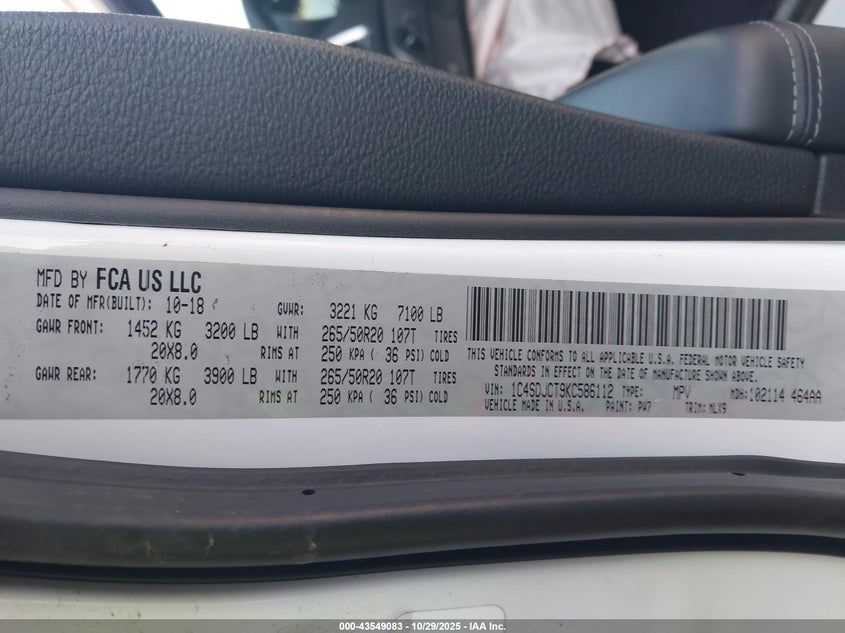 MFD BY FCA US LLC
DATE OF MFR(BUILT): 10-18 GVWR: 3221 KG 7100 LB
GAWR FRONT: 1452 KG 3200 LB WITH 265/50R20 107T TIRES
20X8.0 RIMS AT 250 KPA ( 36 PSI) COLD
GAWR REAR: 1770 KG 3900 LB WITH 265/50R20 107T TIRES
20X8.0 RIMS AT 250 KPA ( 36 PSI) COLD
THIS VEHICLE CONFORMS TO ALL APPLICABLE U.S.A. FEDERAL MOTOR VEHICLE SAFETY
STANDARDS IN EFFECT ON THE DATE OF MANUFACTURE SHOWN ABOVE.
VIN: 1C4SDJCT9KC586112 TYPE: MPV MDH:102114 464AA
VEHICLE MADE IN U.S.A. PAINT: PW7 TRIM: MLX9
000-43549083 - 10/29/2025 - IAA Inc.